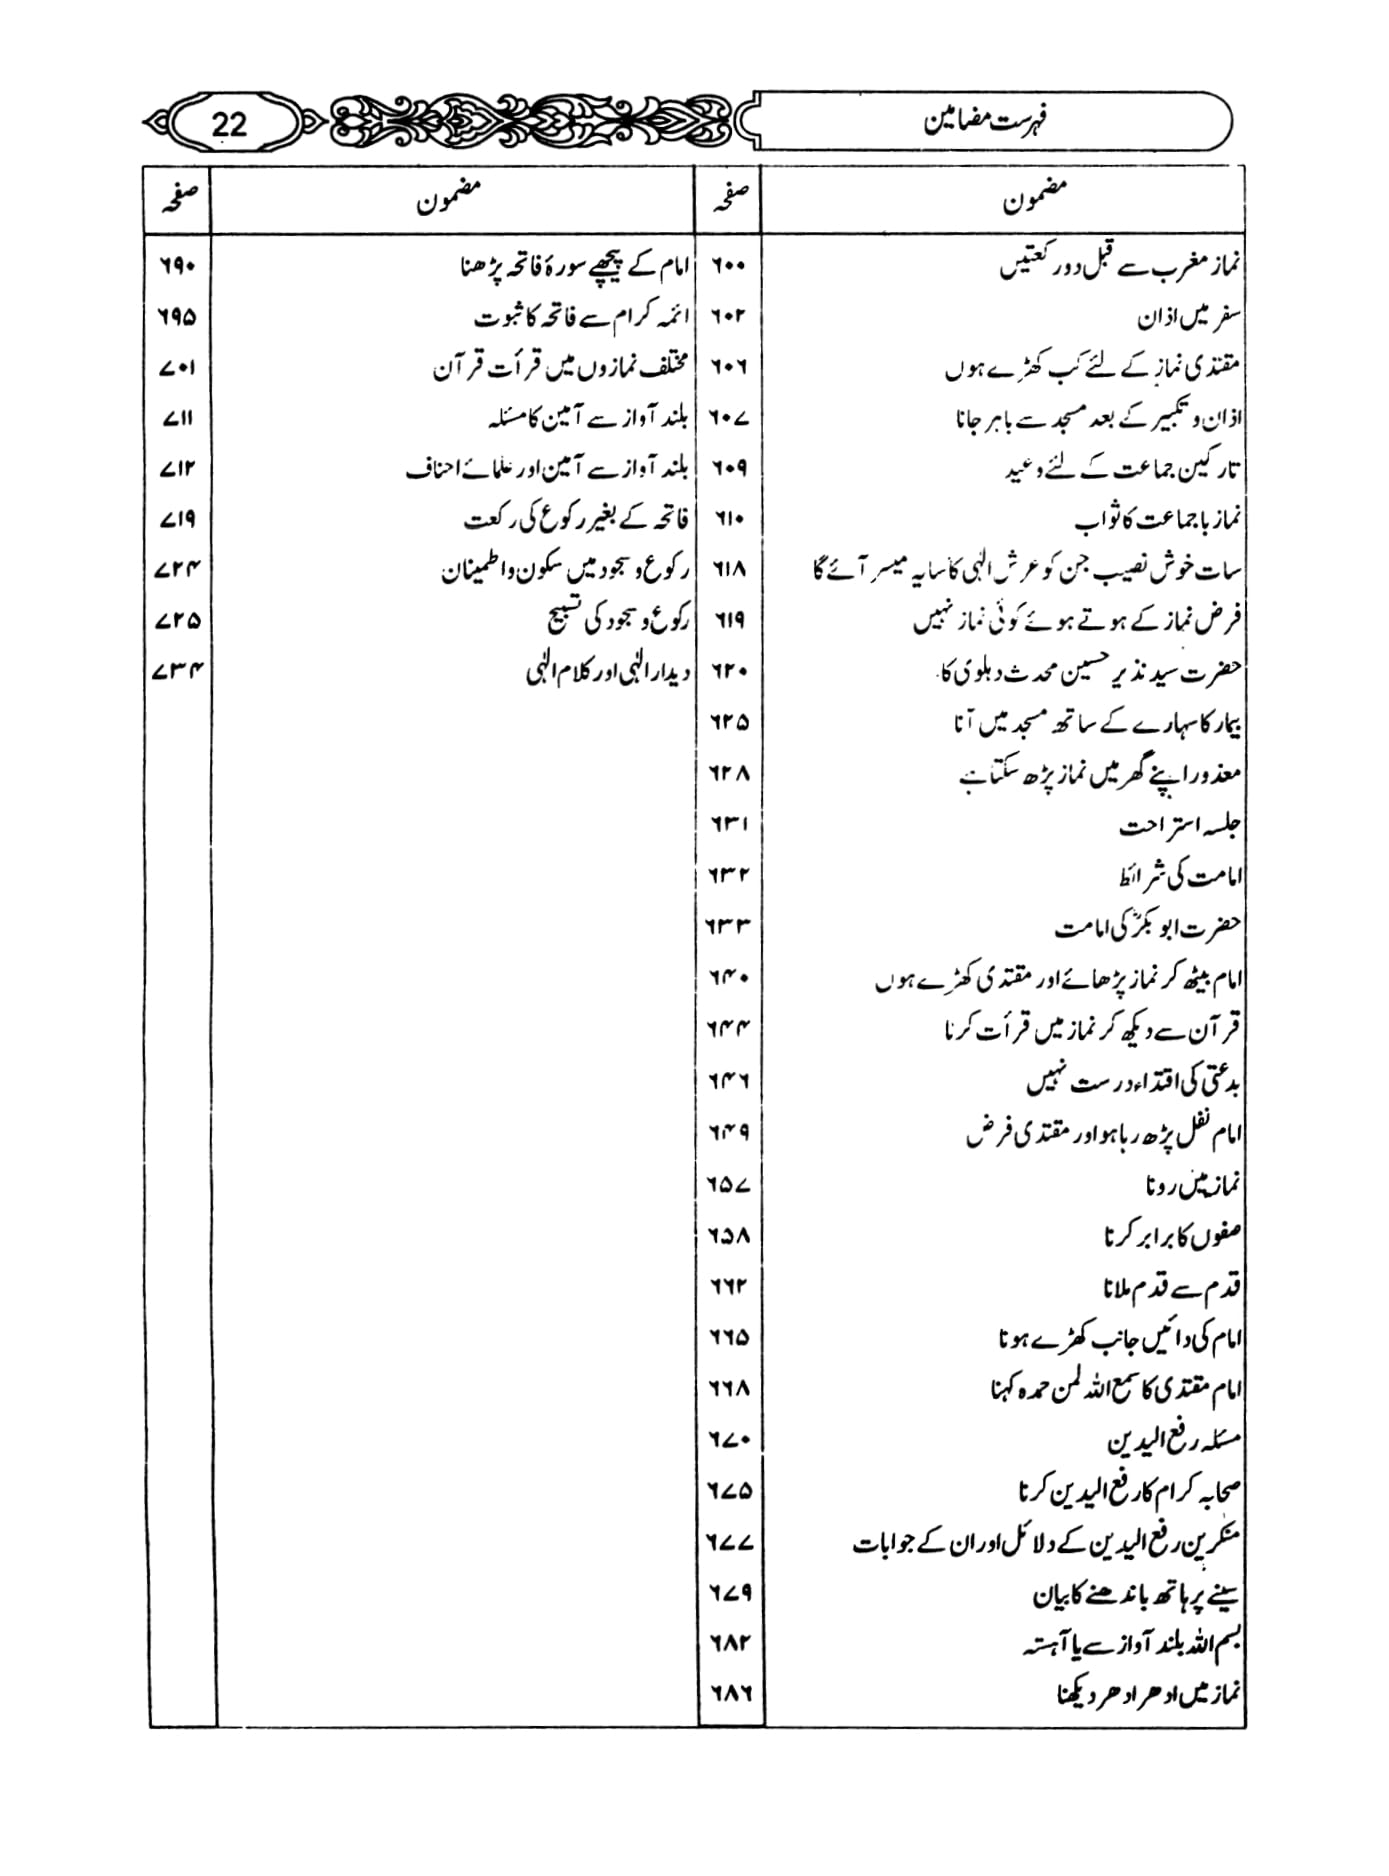 فہرست مضامین
22
مضمون صفحہ
نماز مغرب سے قبل دو رکعتیں ۶۰۰
سفر میں اذان ۶۰۲
مقتدی نماز کے لئے کب کھڑے ہوں ۶۰۶
اذان و تکبیر کے بعد مسجد سے باہر جانا ۶۰۷
تارکین جماعت کے لئے وعید ۶۰۹
نماز با جماعت کا ثواب ۶۱۰
سات خوش نصیب جن کو عرش الٰہی کا سایہ میسر آئے گا ۶۱۸
فرض نماز کے ہوتے ہوئے کوئی نماز نہیں ۶۱۹
حضرت سید نذیر حسین محدث دہلوی کا ۶۲۰
بیمار کا سہارے کے ساتھ مسجد میں آنا ۶۲۵
معذور اپنے گھر میں نماز پڑھ سکتا ہے ۶۲۸
جلسہ استراحت ۶۳۱
امامت کی شرائط ۶۳۲
حضرت ابو بکرؓ کی امامت ۶۳۳
امام بیٹھ کر نماز پڑھائے اور مقتدی کھڑے ہوں ۶۴۰
قرآن سے دیکھ کر نماز میں قرأت کرنا ۶۴۴
بدعتی کی اقتداء درست نہیں ۶۴۶
امام نفل پڑھ رہا ہو اور مقتدی فرض ۶۴۹
نماز میں رونا ۶۵۷
صفوں کا برابر کرنا ۶۵۸
قدم سے قدم ملانا ۶۶۲
امام کی دائیں جانب کھڑے ہونا ۶۶۵
امام مقتدی کا سمع اللہ لمن حمدہ کہنا ۶۶۸
مسئلہ رفع الیدین ۶۷۰
صحابہ کرام کا رفع الیدین کرنا ۶۷۵
منکرین رفع الیدین کے دلائل اور ان کے جوابات ۶۷۷
سینے پر ہاتھ باندھنے کا بیان ۶۷۹
بسم اللہ بلند آواز سے یا آہستہ ۶۸۲
نماز میں ادھر ادھر دیکھنا ۶۸۶
مضمون صفحہ
امام کے پیچھے سورۂ فاتحہ پڑھنا ۶۹۰
ائمہ کرام سے فاتحہ کا ثبوت ۶۹۵
مختلف نمازوں میں قرأت قرآن ۷۰۱
بلند آواز سے آمین کا مسئلہ ۷۱۱
بلند آواز سے آمین اور علمائے احناف ۷۱۲
فاتحہ کے بغیر رکوع کی رکعت ۷۱۹
رکوع و سجود میں سکون و اطمینان ۷۲۴
رکوع و سجود کی تسبیح ۷۲۵
دیدار الٰہی اور کلام الٰہی ۷۳۴